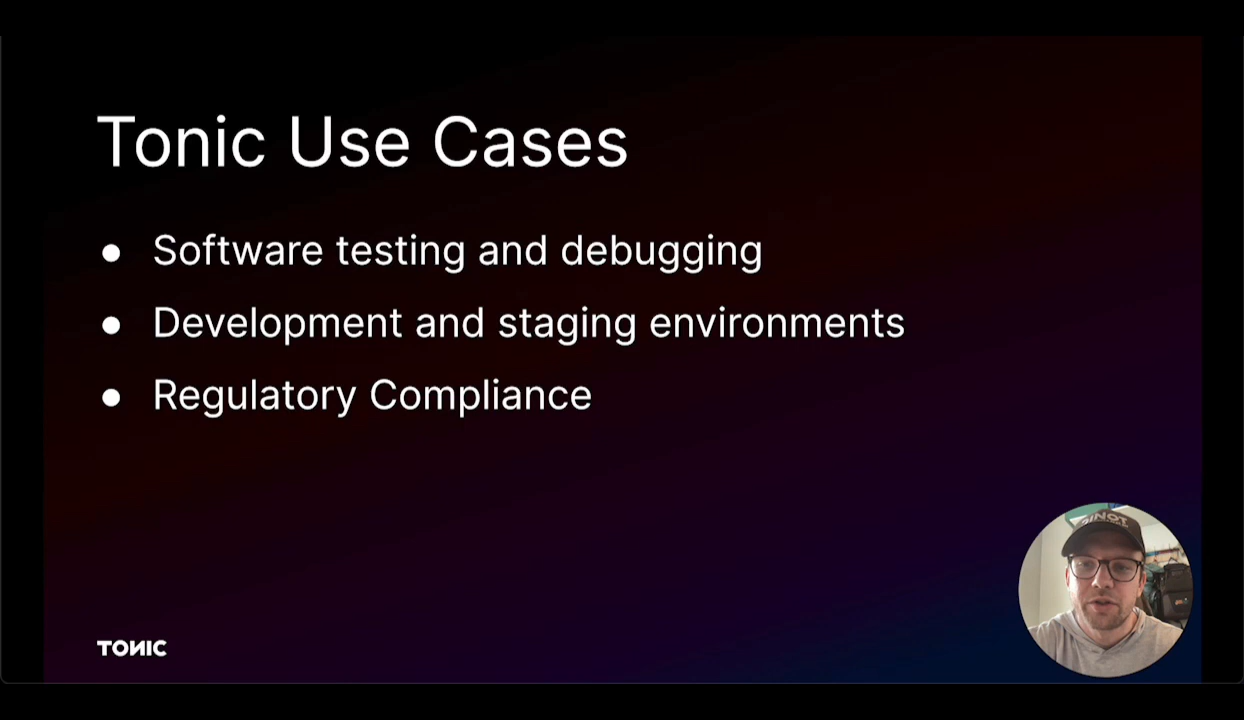 Tonic Use Cases
● Software testing and debugging
● Development and staging environments
● Regulatory Compliance
TONIC